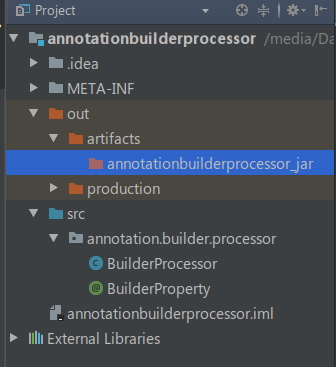 Project
annotationbuilderprocessor /media/Da
.idea
META-INF
out
artifacts
annotationbuilderprocessor_jar
production
src
annotation.builder.processor
BuilderProcessor
BuilderProperty
annotationbuilderprocessor.iml
External Libraries